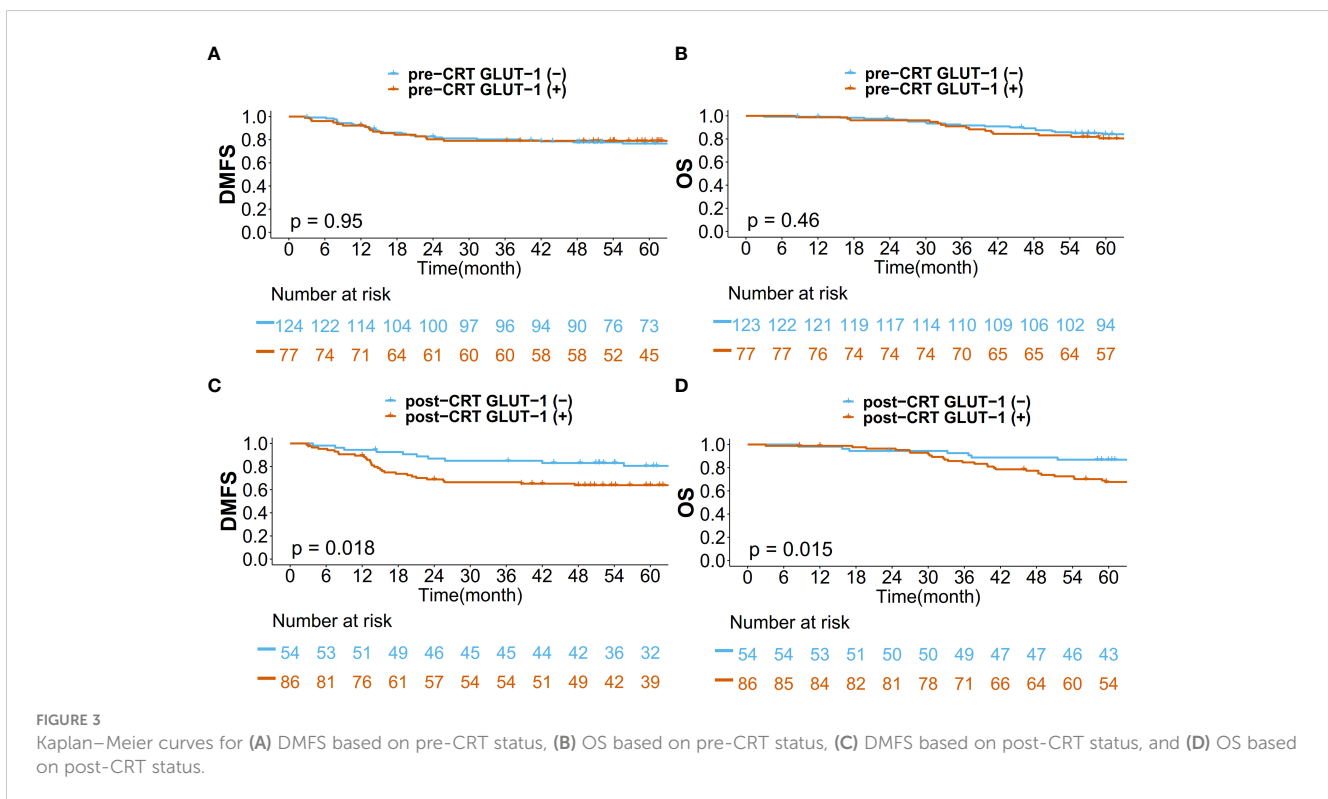 A
pre−CRT GLUT−1 (−)
pre−CRT GLUT−1 (+)
DMFS
1.0
0.8
0.6
0.4
0.2
0.0
p = 0.95
0 6 12 18 24 30 36 42 48 54 60
Time(month)
Number at risk
124 122 114 104 100 97 96 94 90 76 73
77 74 71 64 61 60 60 58 58 52 45
B
pre−CRT GLUT−1 (−)
pre−CRT GLUT−1 (+)
OS
1.0
0.8
0.6
0.4
0.2
0.0
p = 0.46
0 6 12 18 24 30 36 42 48 54 60
Time(month)
Number at risk
123 122 121 119 117 114 110 109 106 102 94
77 77 76 74 74 74 70 65 65 64 57
C
post−CRT GLUT−1 (−)
post−CRT GLUT−1 (+)
DMFS
1.0
0.8
0.6
0.4
0.2
0.0
p = 0.018
0 6 12 18 24 30 36 42 48 54 60
Time(month)
Number at risk
54 53 51 49 46 45 45 44 42 36 32
86 81 76 61 57 54 54 51 49 42 39
D
post−CRT GLUT−1 (−)
post−CRT GLUT−1 (+)
OS
1.0
0.8
0.6
0.4
0.2
0.0
p = 0.015
0 6 12 18 24 30 36 42 48 54 60
Time(month)
Number at risk
54 54 53 51 50 50 49 47 47 46 43
86 85 84 82 81 78 71 66 64 60 54
FIGURE 3
Kaplan–Meier curves for (A) DMFS based on pre-CRT status, (B) OS based on pre-CRT status, (C) DMFS based on post-CRT status, and (D) OS based
on post-CRT status.